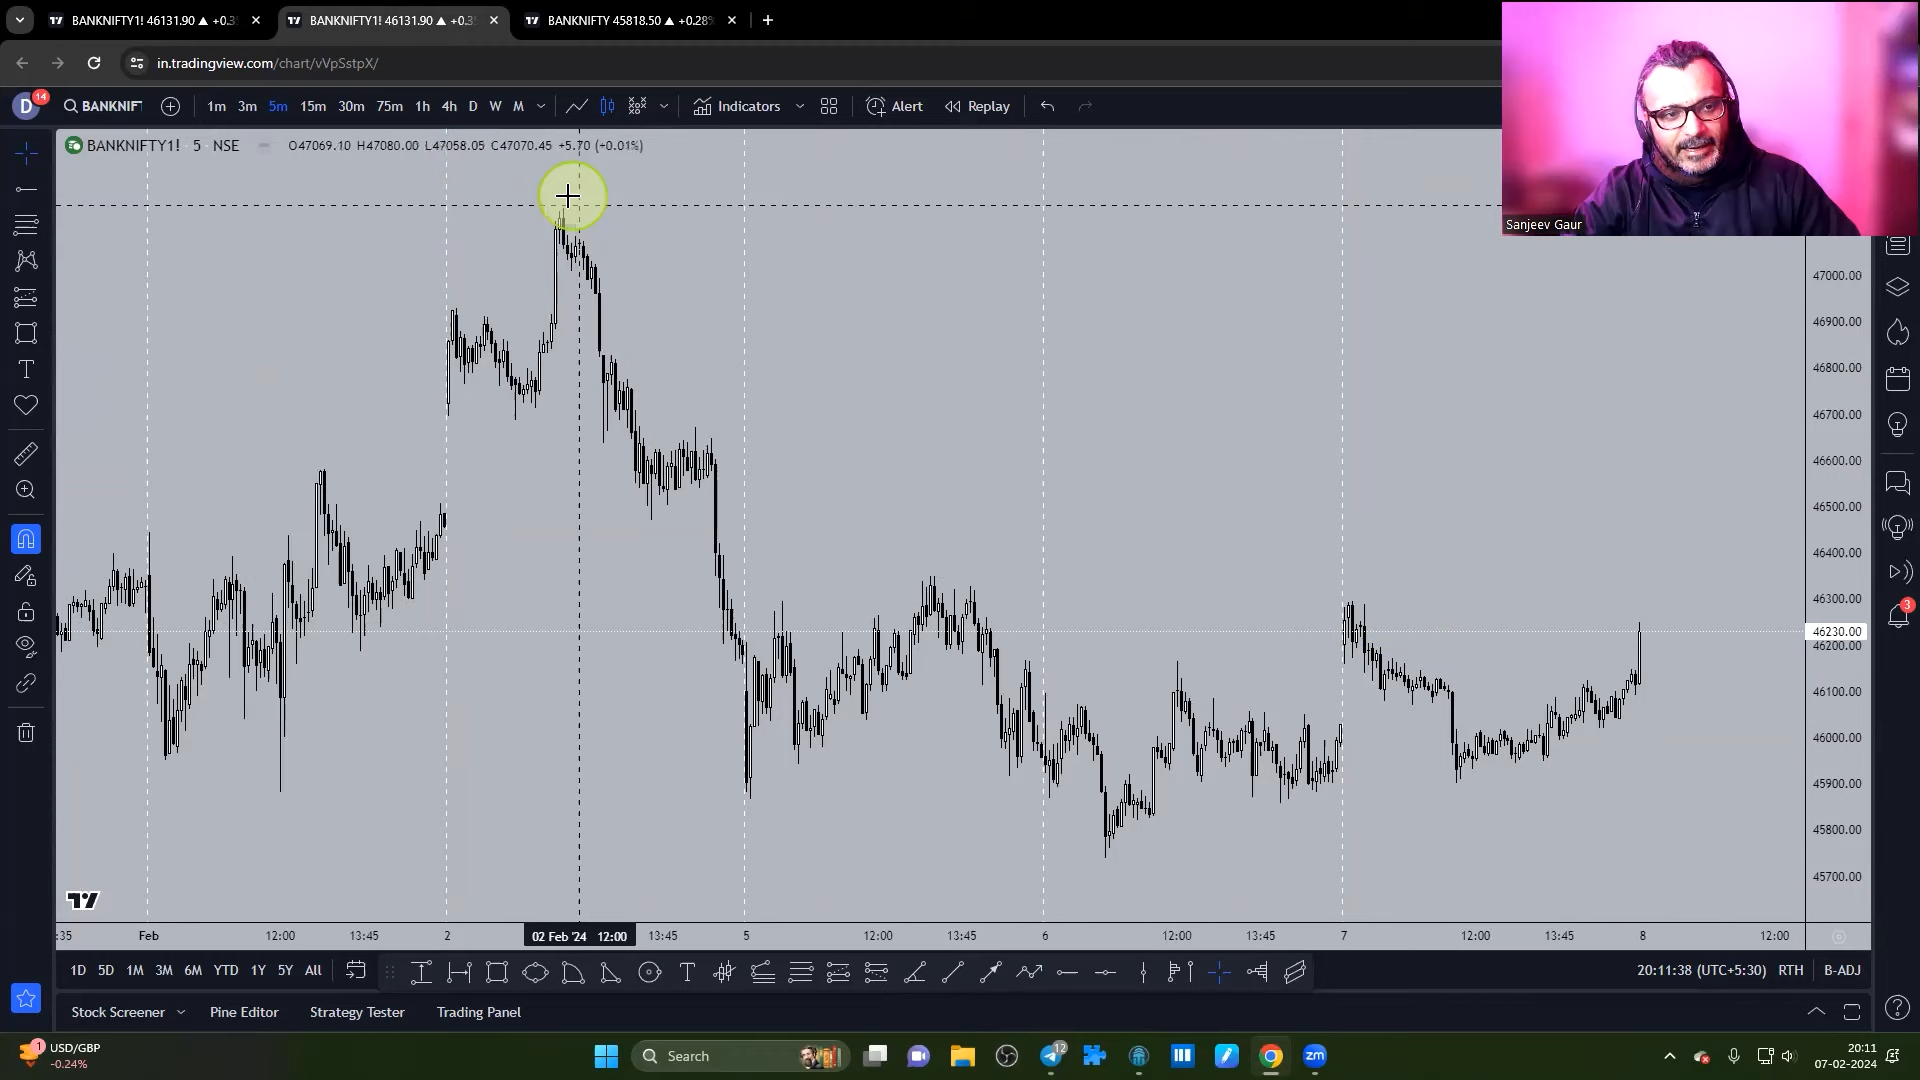 BANKNIFTY1! 46131.90 ▲ +0.3
BANKNIFTY1! 46131.90 ▲ +0.3
BANKNIFTY 45818.50 ▲ +0.28%
in.tradingview.com/chart/vVpSstpX/
D 14 BANKNIF 1m 3m 5m 15m 30m 75m 1h 4h D W M Indicators Alert Replay
BANKNIFTY1! · 5 · NSE O47069.10 H47080.00 L47058.05 C47070.45 +5.70 (+0.01%)
Sanjeev Gaur
47000.00
46900.00
46800.00
46700.00
46600.00
46500.00
46400.00
46300.00
46230.00
46200.00
46100.00
46000.00
45900.00
45800.00
45700.00
3
:35 Feb 12:00 13:45 2 02 Feb '24 12:00 13:45 5 12:00 13:45 6 12:00 13:45 7 12:00 13:45 8 12:00
1D 5D 1M 3M 6M YTD 1Y 5Y All 20:11:38 (UTC+5:30) RTH B-ADJ
Stock Screener Pine Editor Strategy Tester Trading Panel
1 USD/GBP
-0.24%
Search
12
zm
20:11
07-02-2024